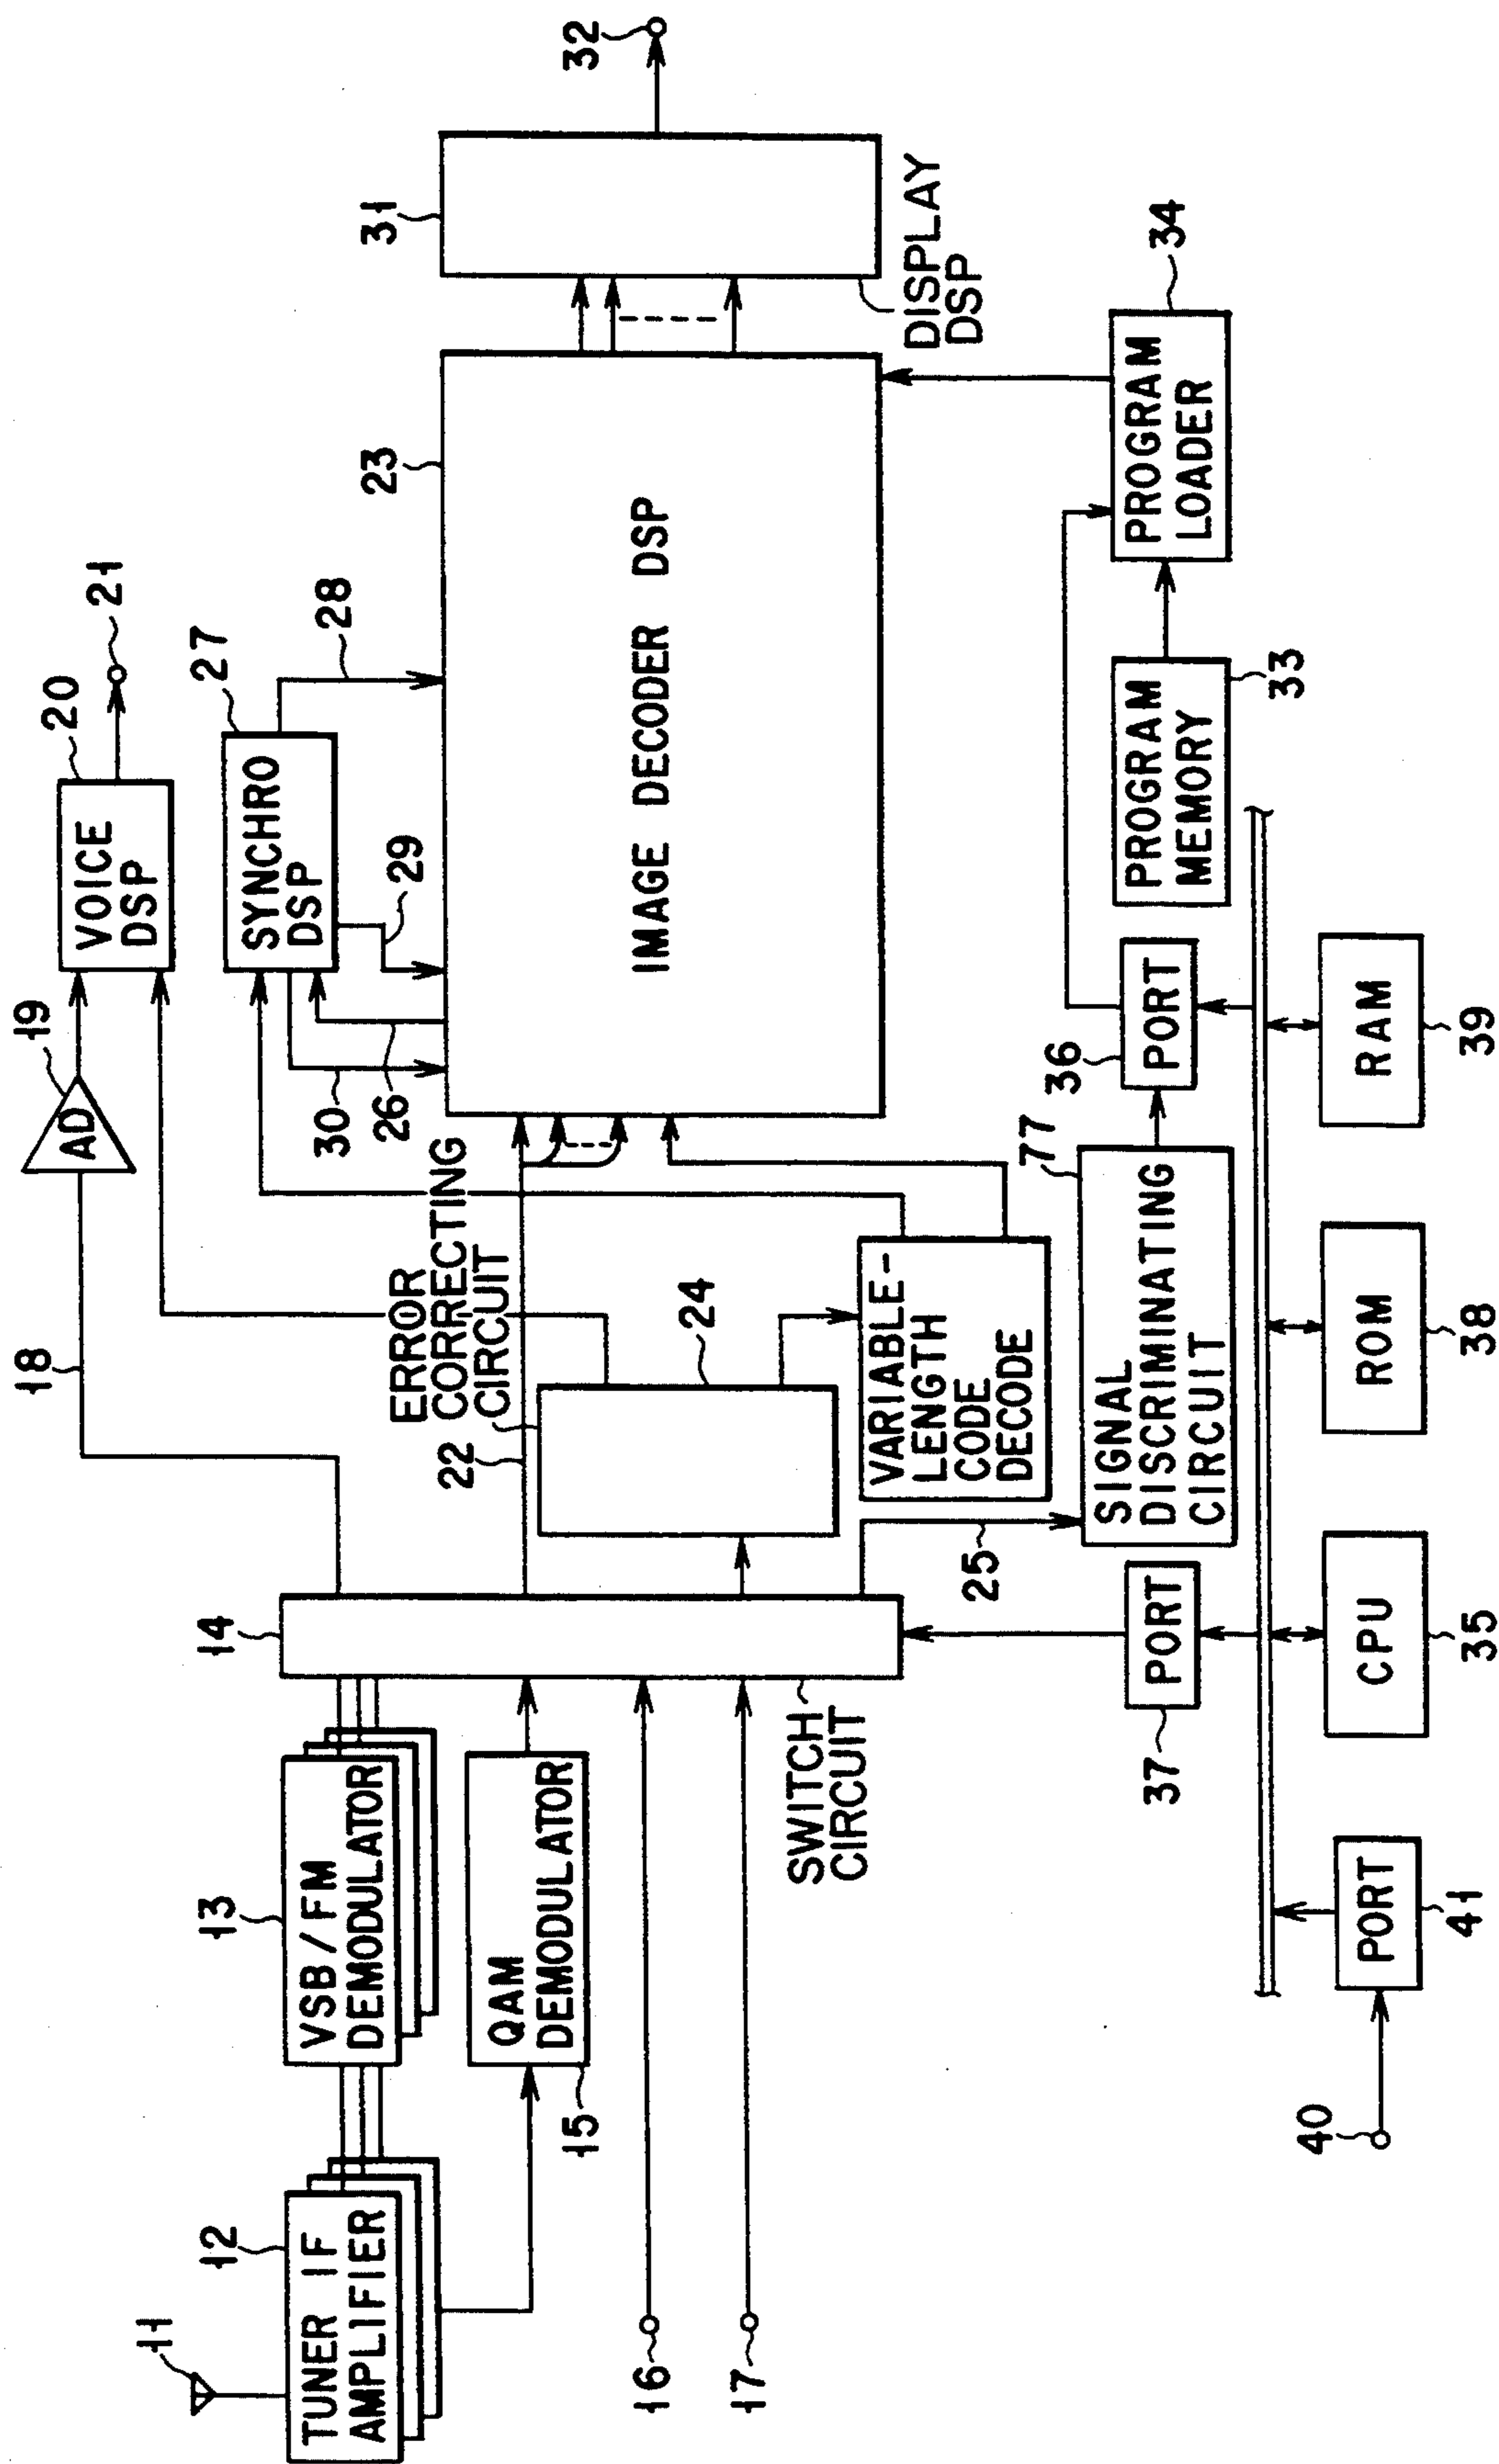 11
12
TUNER IF
AMPLIFIER
13
VSB/FM
DEMODULATOR
QAM
DEMODULATOR
15
16
17
14
SWITCH
CIRCUIT
18
19
AD
20
VOICE
DSP
21
22
ERROR
CORRECTING
CIRCUIT
24
VARIABLE-
LENGTH
CODE
DECODE
25
26
27
SYNCHRO
DSP
28
29
30
23
IMAGE DECODER DSP
31
DISPLAY
DSP
32
77
SIGNAL
DISCRIMINATING
CIRCUIT
36
PORT
37
PORT
PROGRAM
MEMORY
33
PROGRAM
LOADER
34
40
PORT
41
CPU
35
ROM
38
RAM
39